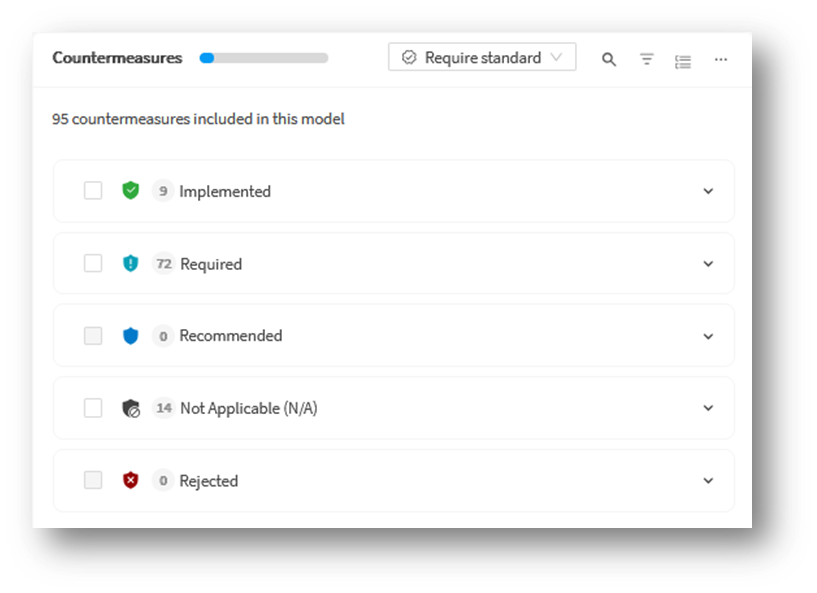 Countermeasures Require standard ...
95 countermeasures included in this model
9 Implemented
72 Required
0 Recommended
14 Not Applicable (N/A)
0 Rejected